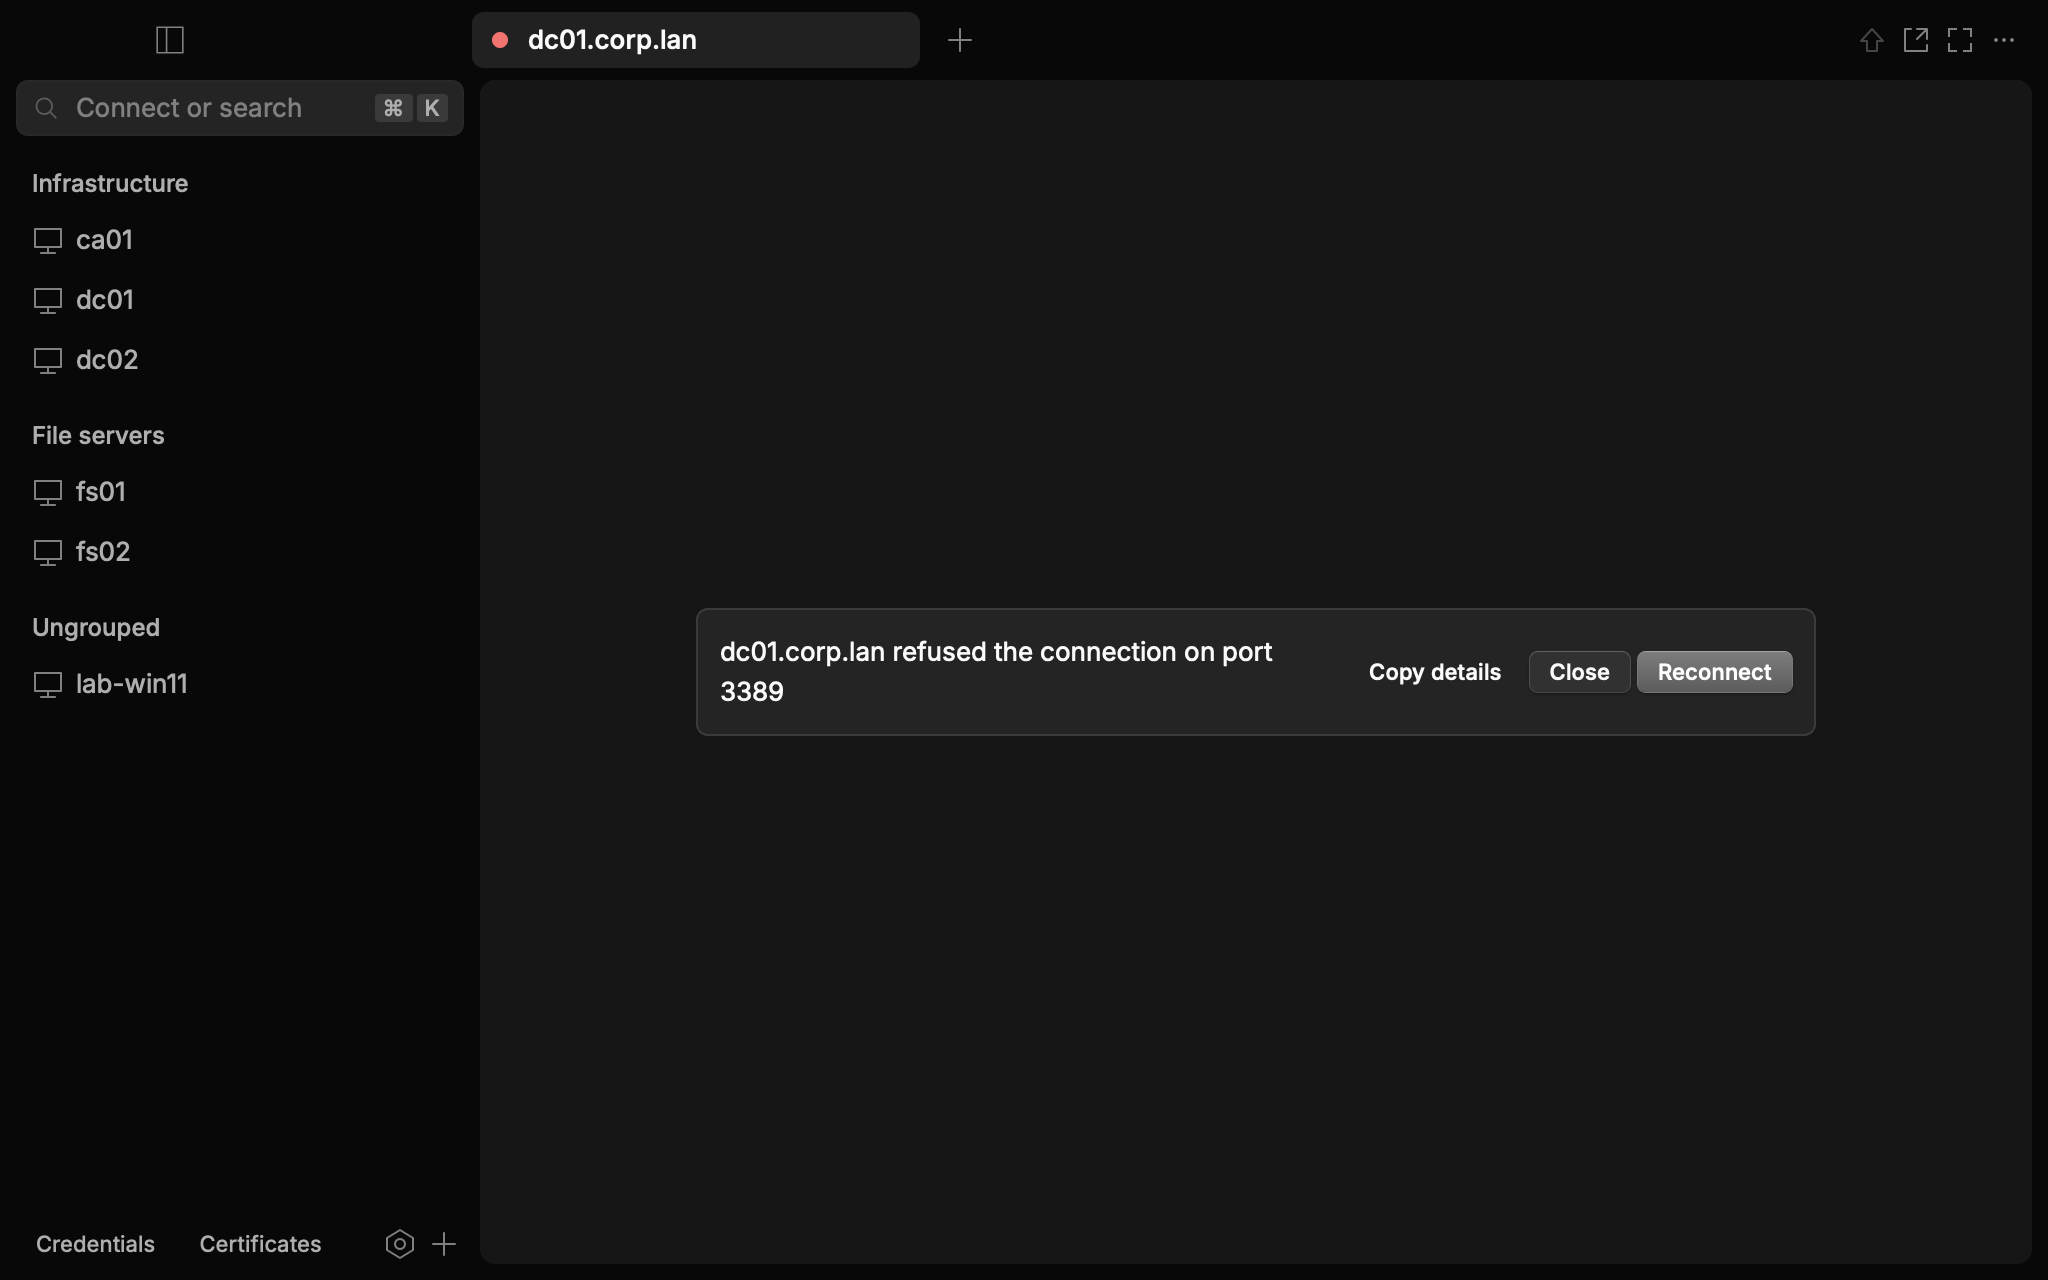 dc01.corp.lan
Connect or search ⌘ K
Infrastructure
ca01
dc01
dc02
File servers
fs01
fs02
Ungrouped
lab-win11
dc01.corp.lan refused the connection on port
3389
Copy details Close Reconnect
Credentials Certificates